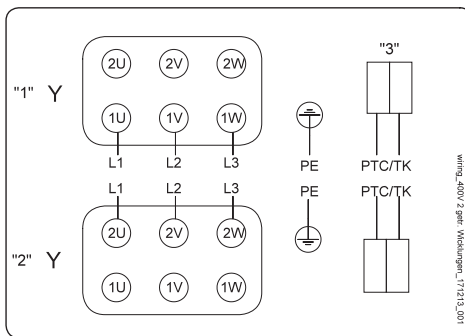 "3"
2U 2V 2W
"1" Y
1U 1V 1W
L1 L2 L3 PE PTC/TK
L1 L2 L3 PE PTC/TK
2U 2V 2W
"2" Y
1U 1V 1W
wiring_400V 2 getr. Wicklungen_171213_001